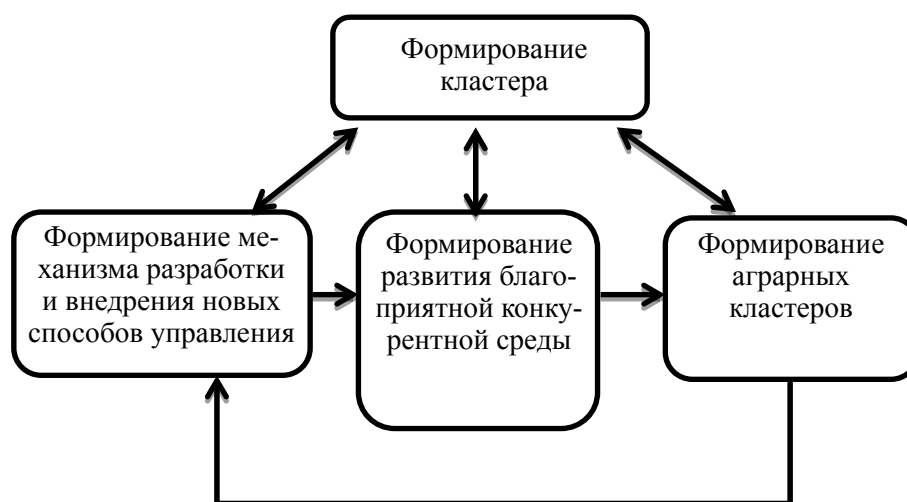 Формирование
кластера
Формирование ме-
ханизма разработки
и внедрения новых
способов управления
Формирование
развития благо-
приятной конку-
рентной среды
Формирование
аграрных
кластеров